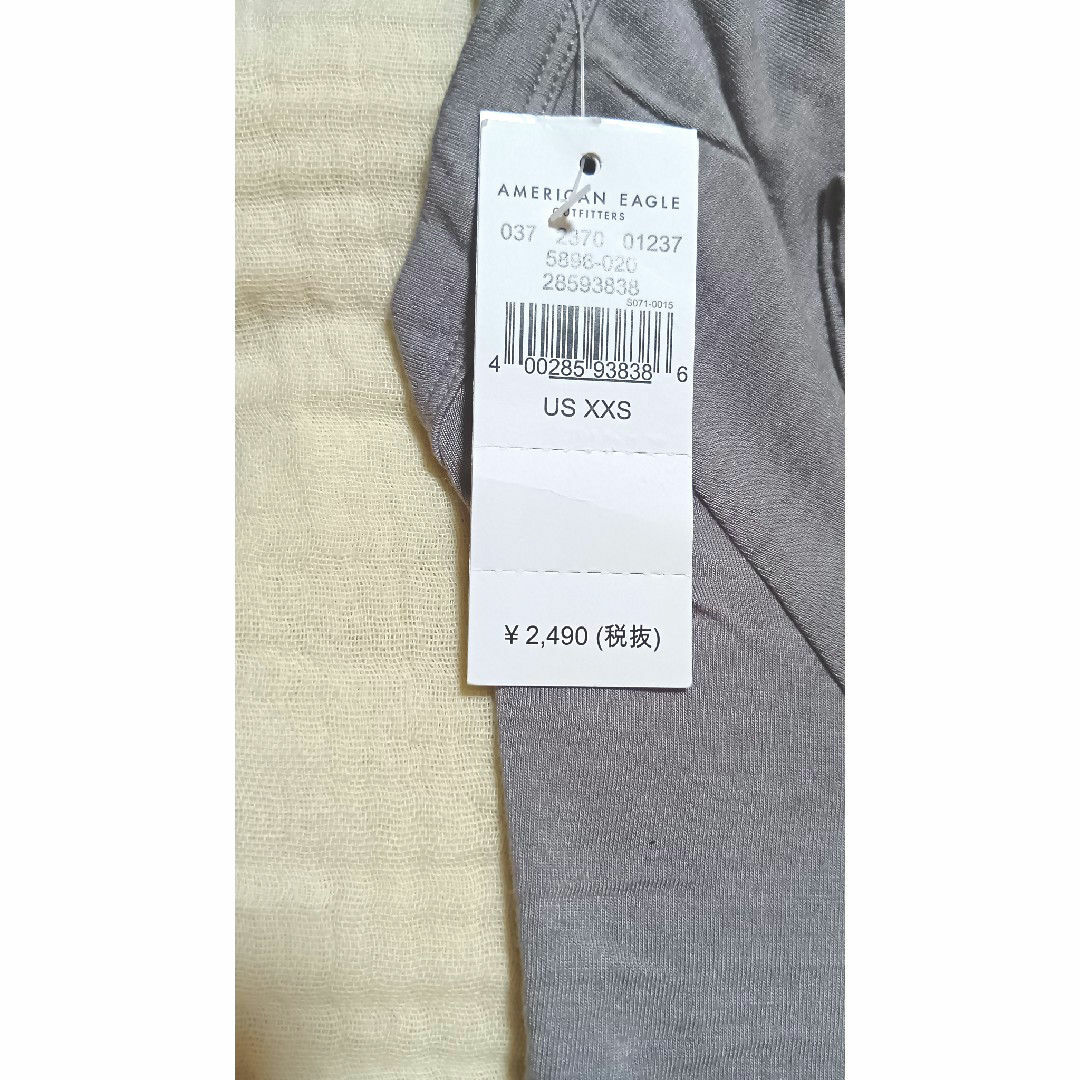 AMERICAN EAGLE
OUTFITTERS
037 2370 01237
5896-020
28593838
S071-0015
4 00285 93838 6
US XXS
¥ 2,490 (税抜)